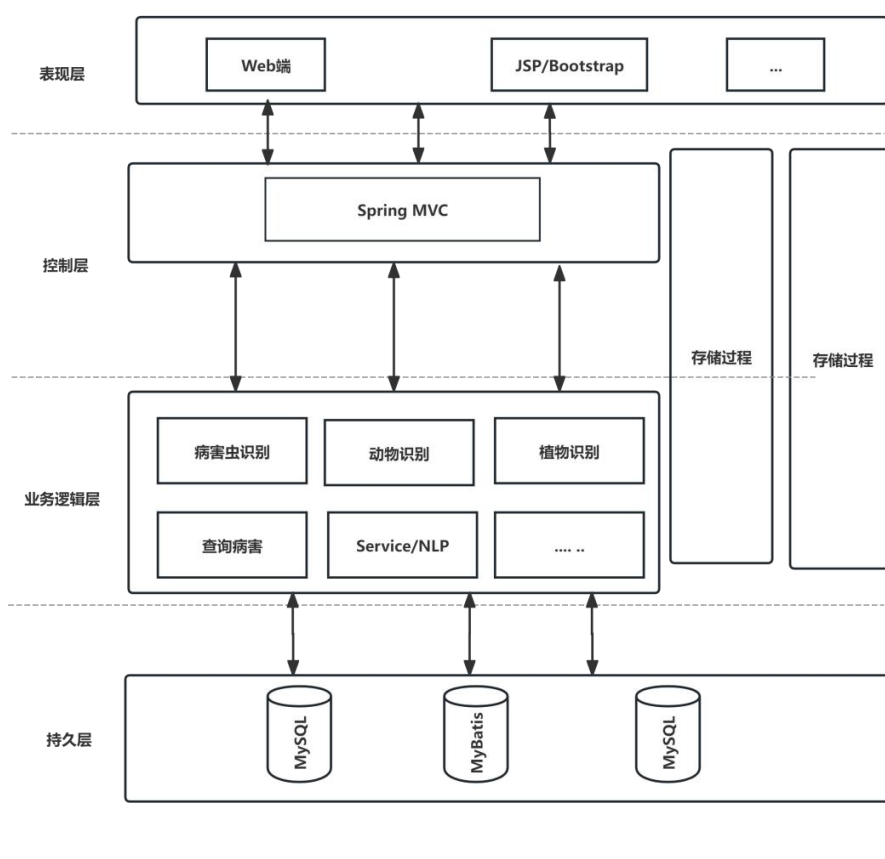 表现层
Web端
JSP/Bootstrap
...
控制层
Spring MVC
存储过程
存储过程
业务逻辑层
病害虫识别
动物识别
植物识别
查询病害
Service/NLP
.... ..
持久层
MySQL
MyBatis
MySQL